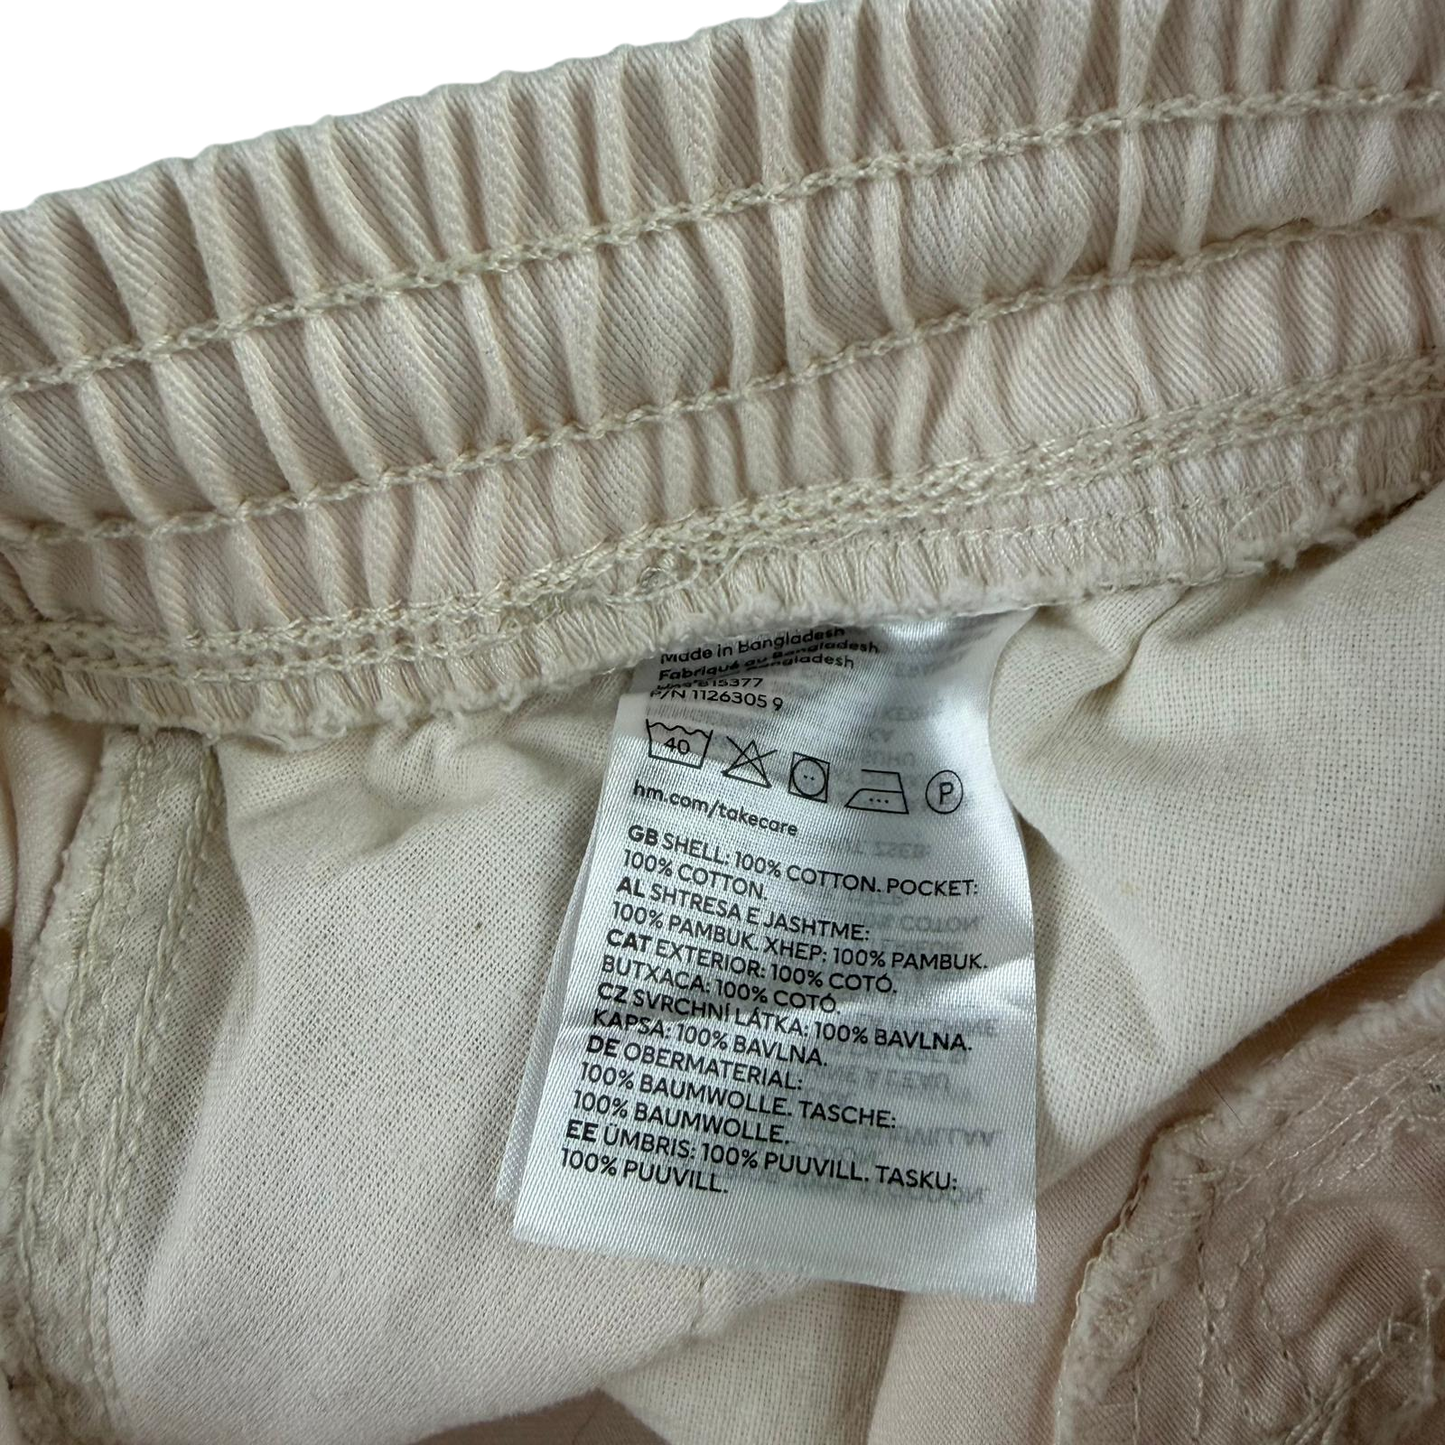 Made in Bangladesh
Fabriqué au Bangladesh
P/N 1126305 9
40
P
hm.com/takecare
GB SHELL: 100% COTTON. POCKET:
100% COTTON.
AL SHTRESA E JASHTME:
100% PAMBUK. XHEP: 100% PAMBUK.
CAT EXTERIOR: 100% COTÓ.
BUTXACA: 100% COTÓ.
CZ SVRCHNÍ LÁTKA: 100% BAVLNA.
KAPSA: 100% BAVLNA.
DE OBERMATERIAL:
100% BAUMWOLLE. TASCHE:
100% BAUMWOLLE.
EE ÜMBRIS: 100% PUUVILL. TASKU:
100% PUUVILL.